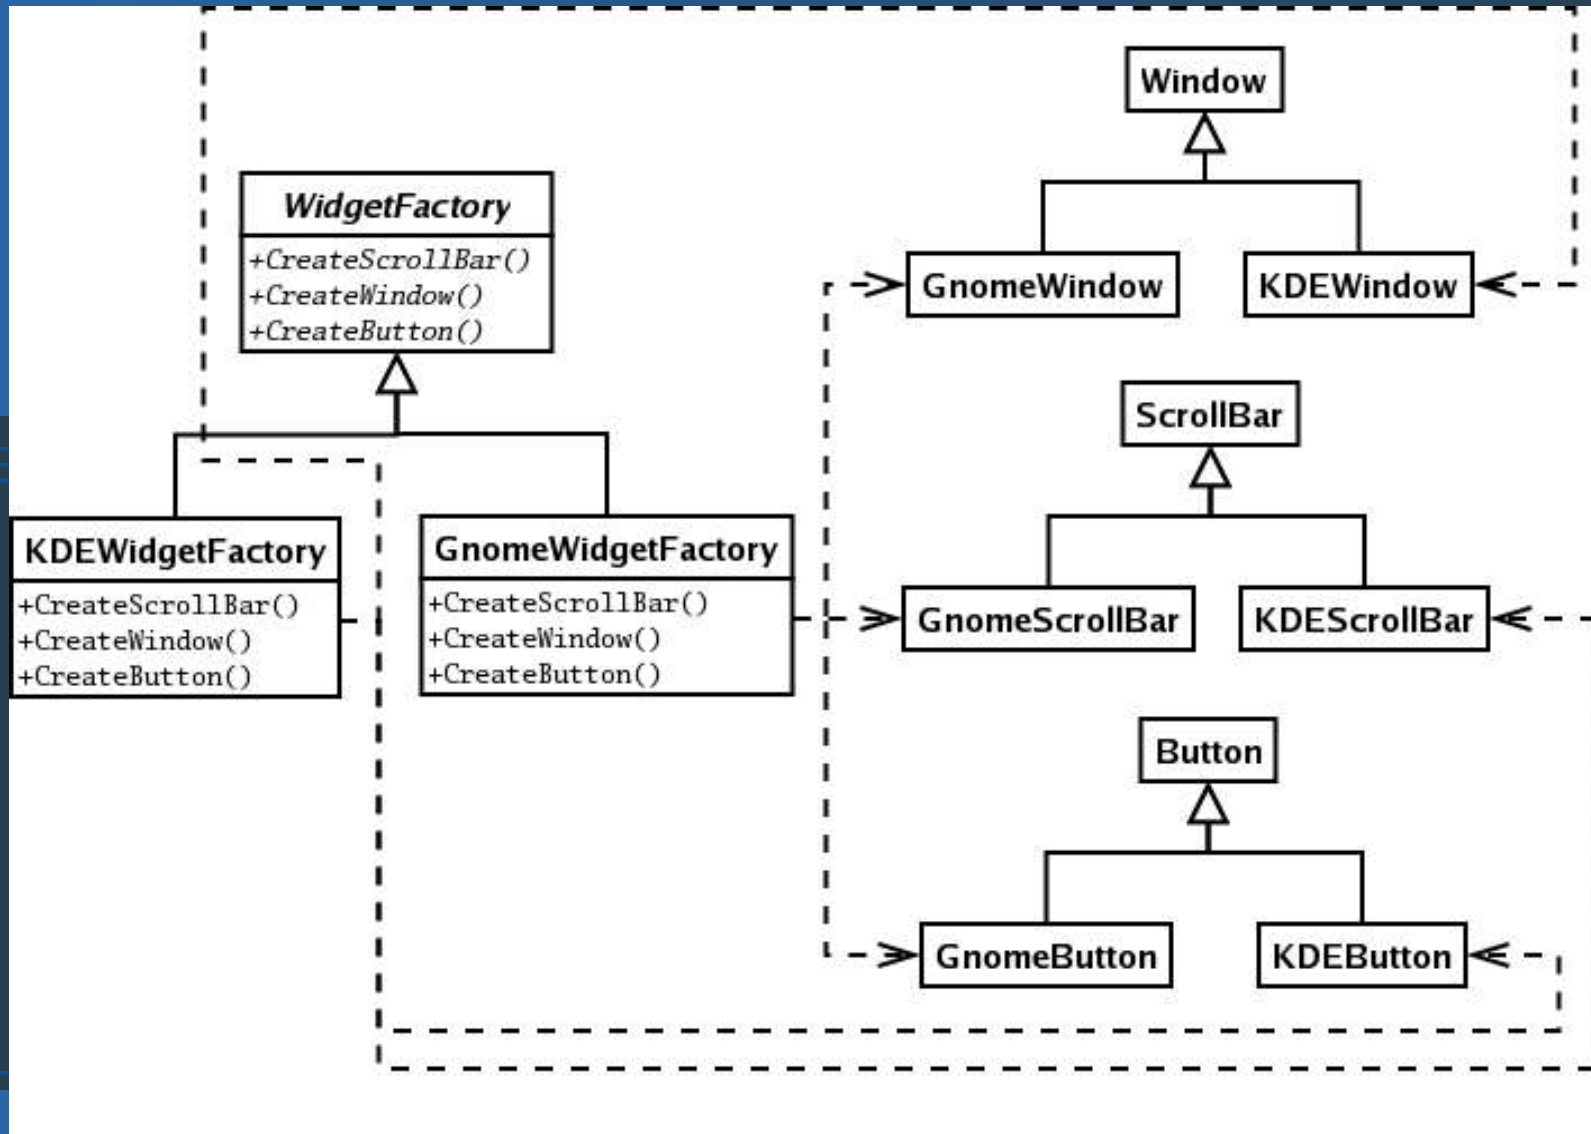 Window
WidgetFactory
+CreateScrollBar()
+CreateWindow()
+CreateButton()
GnomeWindow
KDEWindow
ScrollBar
KDEWidgetFactory
+CreateScrollBar()
+CreateWindow()
+CreateButton()
GnomeWidgetFactory
+CreateScrollBar()
+CreateWindow()
+CreateButton()
GnomeScrollBar
KDEScrollBar
Button
GnomeButton
KDEButton